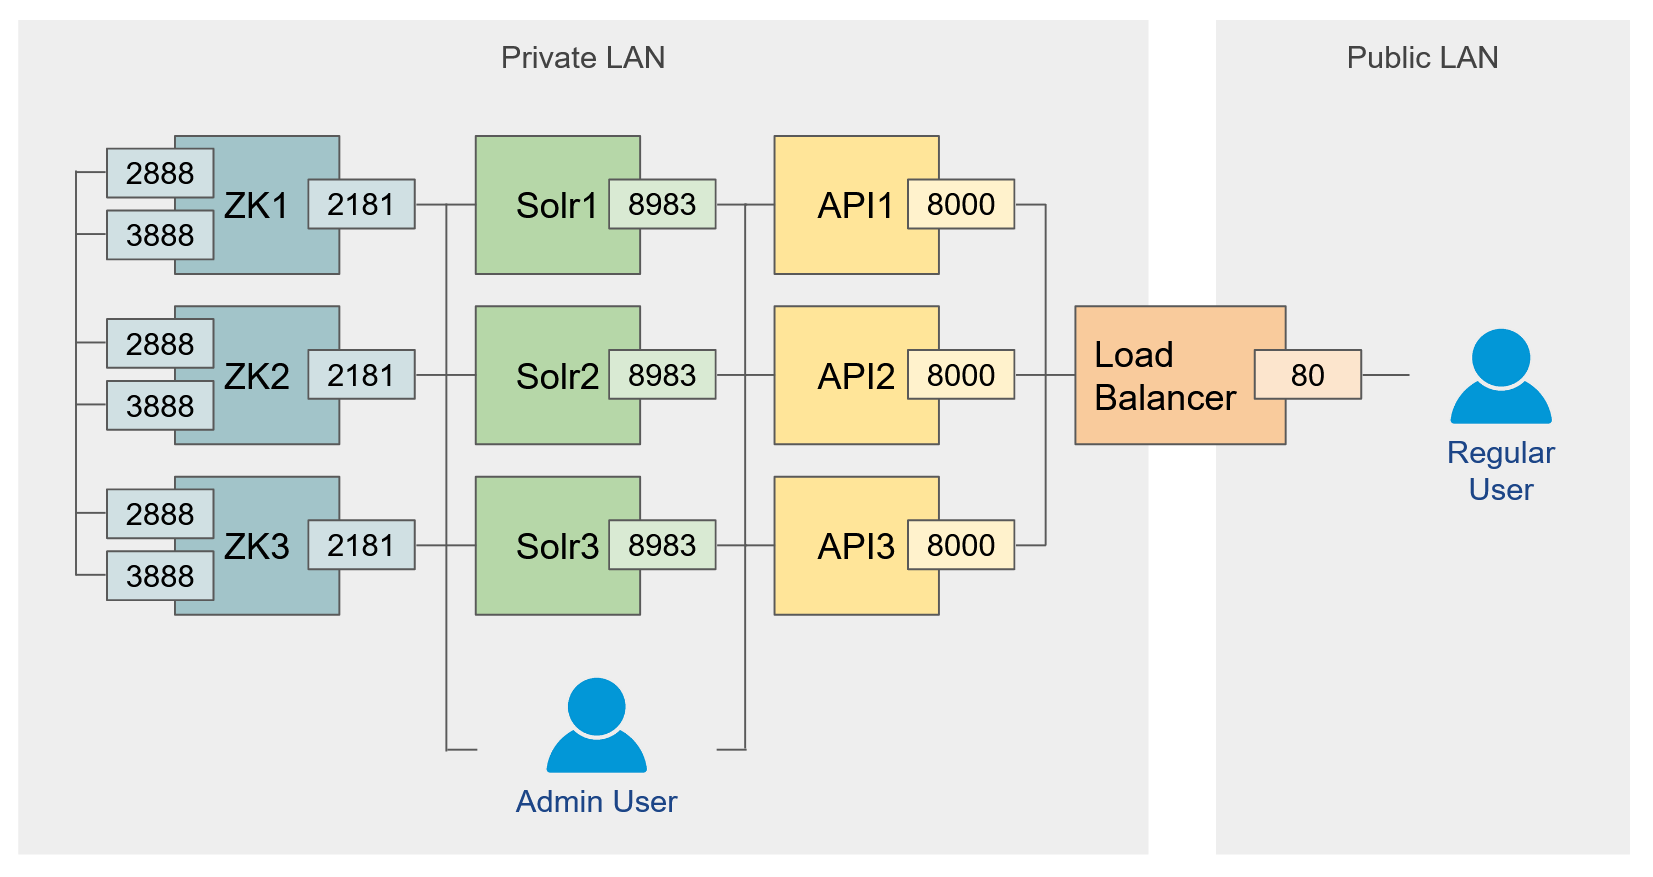 Private LAN
Public LAN
2888
3888
ZK1
2181
Solr1
8983
API1
8000
2888
3888
ZK2
2181
Solr2
8983
API2
8000
Load
Balancer
80
Regular
User
2888
3888
ZK3
2181
Solr3
8983
API3
8000
Admin User